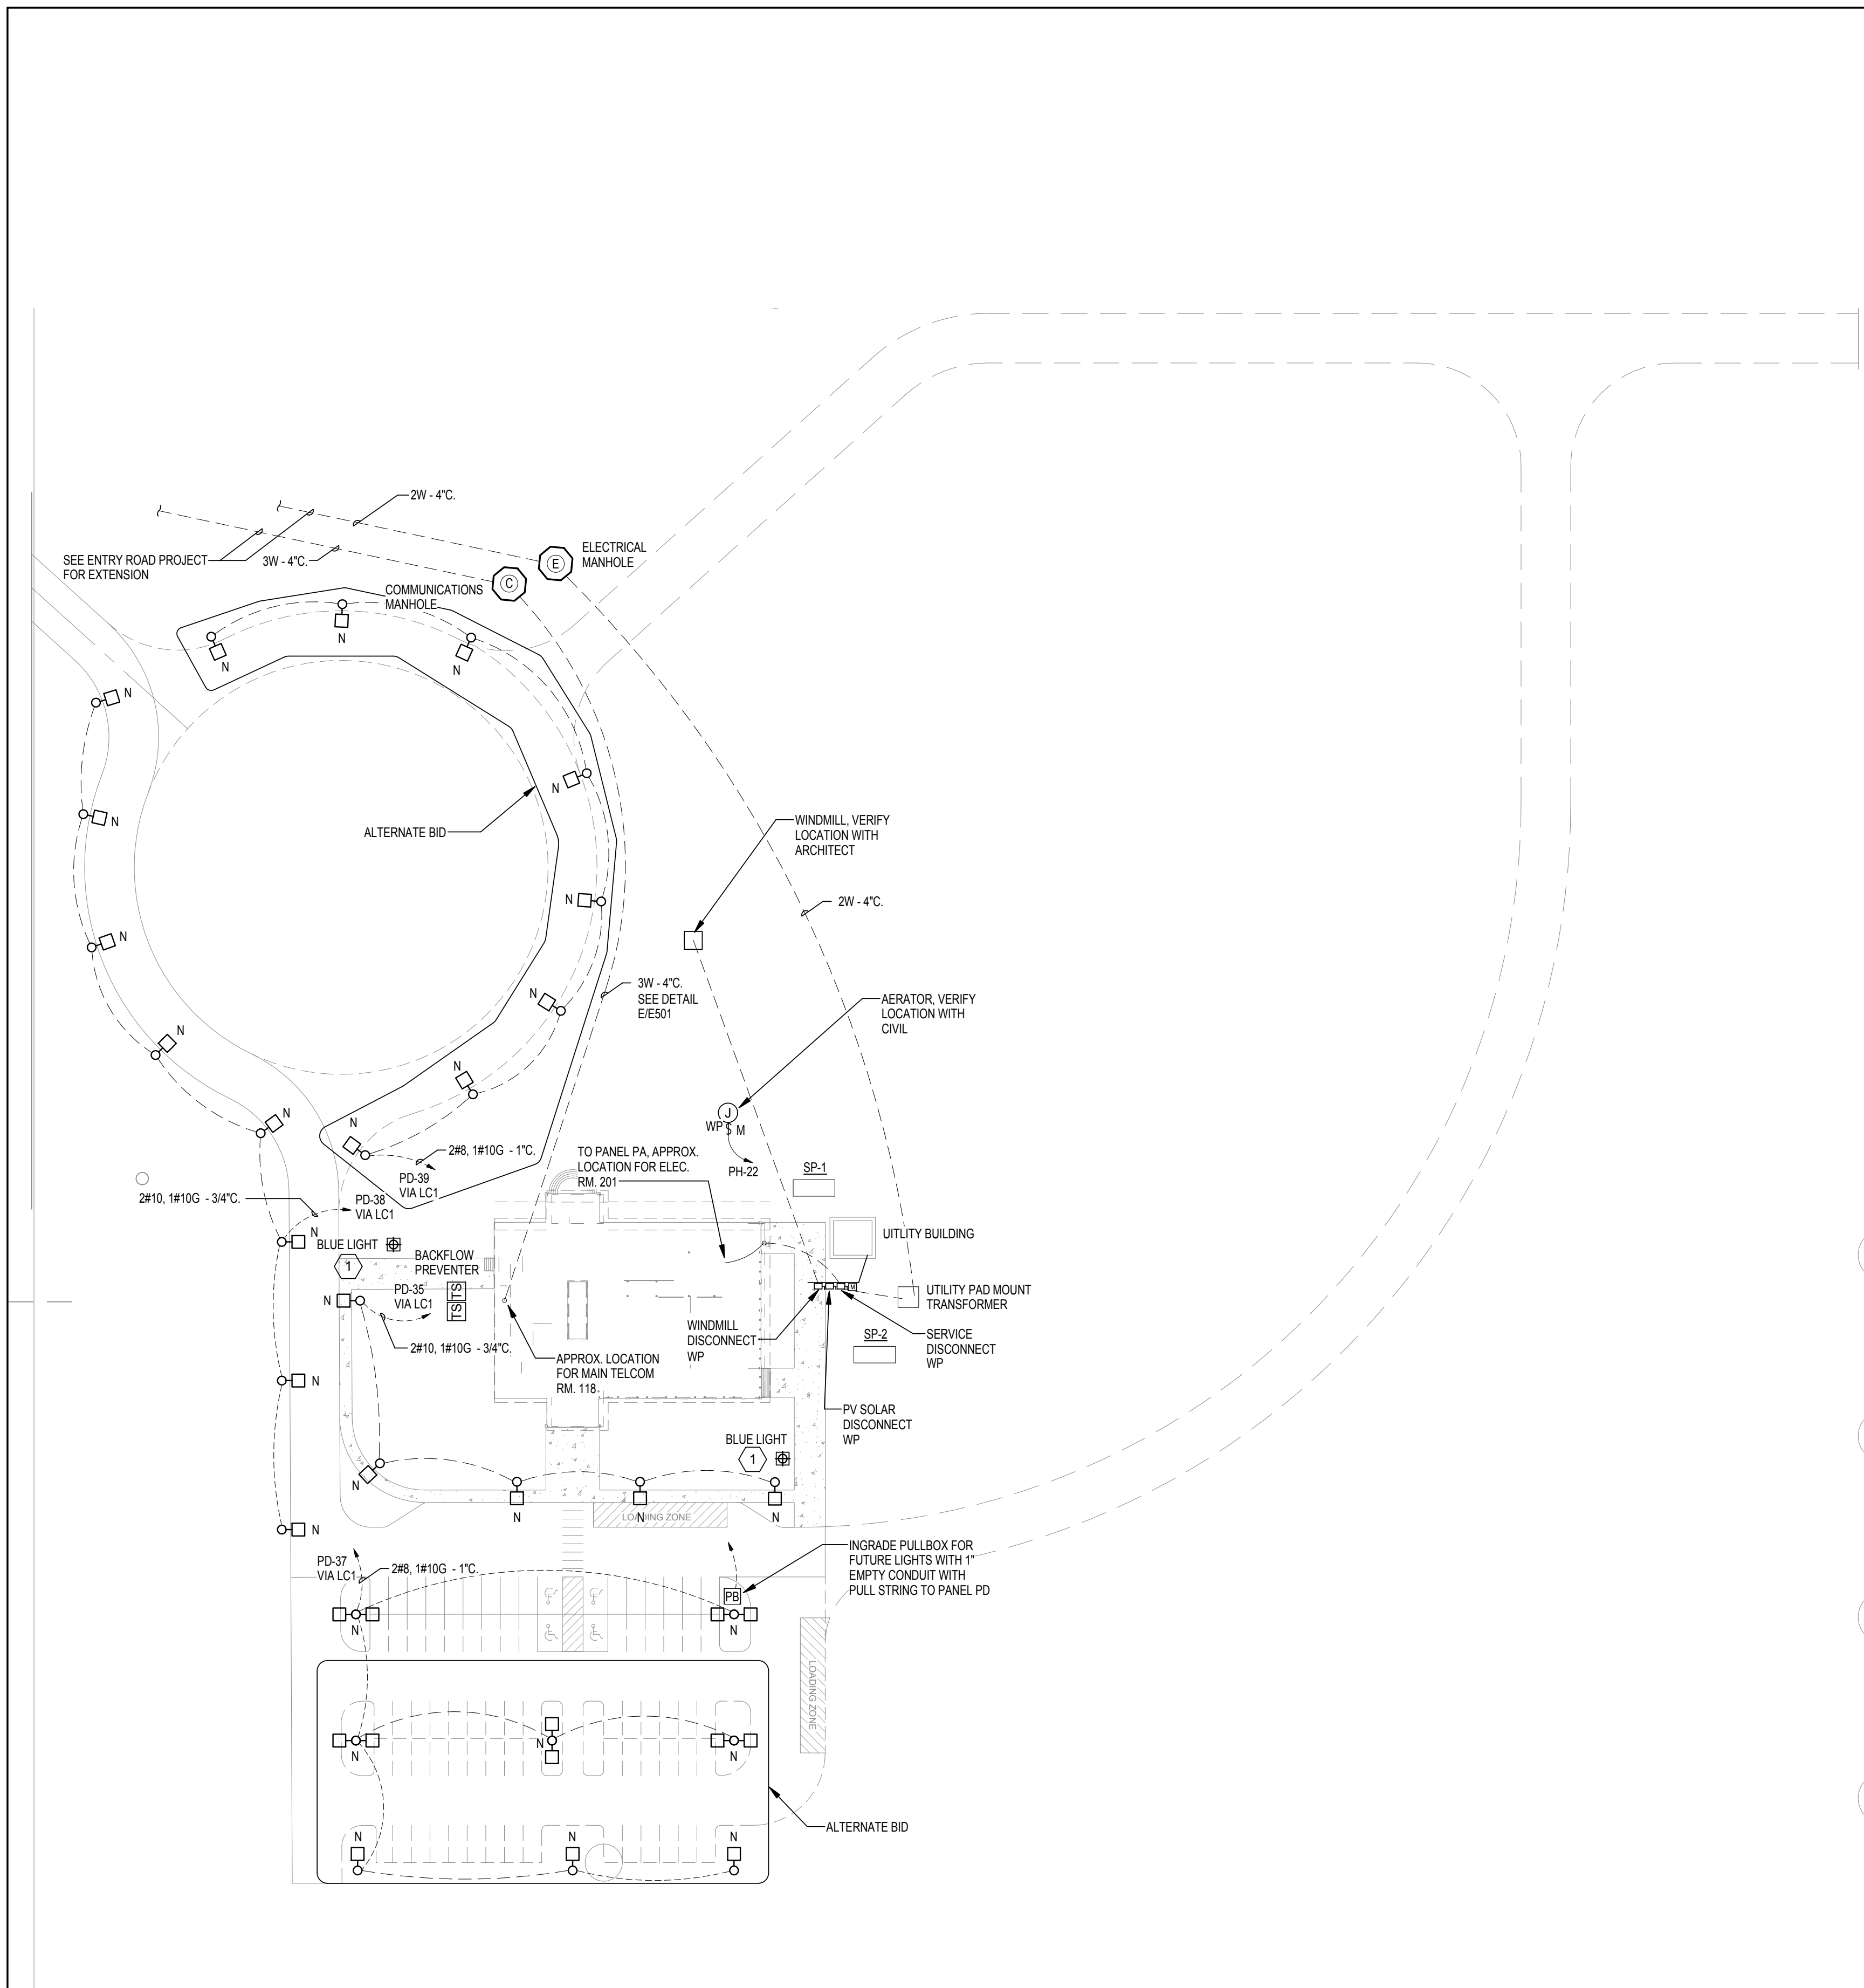 2W - 4"C.
SEE ENTRY ROAD PROJECT
FOR EXTENSION
3W - 4"C.
E
ELECTRICAL
MANHOLE
C
COMMUNICATIONS
MANHOLE
N
N
N
N
N
N
N
N
N
N
N
N
N
ALTERNATE BID
WINDMILL, VERIFY
LOCATION WITH
ARCHITECT
2W - 4"C.
3W - 4"C.
SEE DETAIL
E/E501
AERATOR, VERIFY
LOCATION WITH
CIVIL
J
WP $ M
PH-22
2#8, 1#10G - 1"C.
PD-39
VIA LC1
TO PANEL PA, APPROX.
LOCATION FOR ELEC.
RM. 201
SP-1
2#10, 1#10G - 3/4"C.
PD-38
VIA LC1
N
BLUE LIGHT
1
BACKFLOW
PREVENTER
UITLITY BUILDING
N
PD-35
VIA LC1
TS
TS
2#10, 1#10G - 3/4"C.
M
UTILITY PAD MOUNT
TRANSFORMER
WINDMILL
DISCONNECT
WP
SP-2
SERVICE
DISCONNECT
WP
APPROX. LOCATION
FOR MAIN TELCOM
RM. 118
N
PV SOLAR
DISCONNECT
WP
BLUE LIGHT
1
N
N
N
N
LOADING ZONE
N
INGRADE PULLBOX FOR
FUTURE LIGHTS WITH 1"
EMPTY CONDUIT WITH
PULL STRING TO PANEL PD
PD-37
VIA LC1
2#8, 1#10G - 1"C.
PB
N
N
LOADING ZONE
N
N
N
ALTERNATE BID
N
N
N